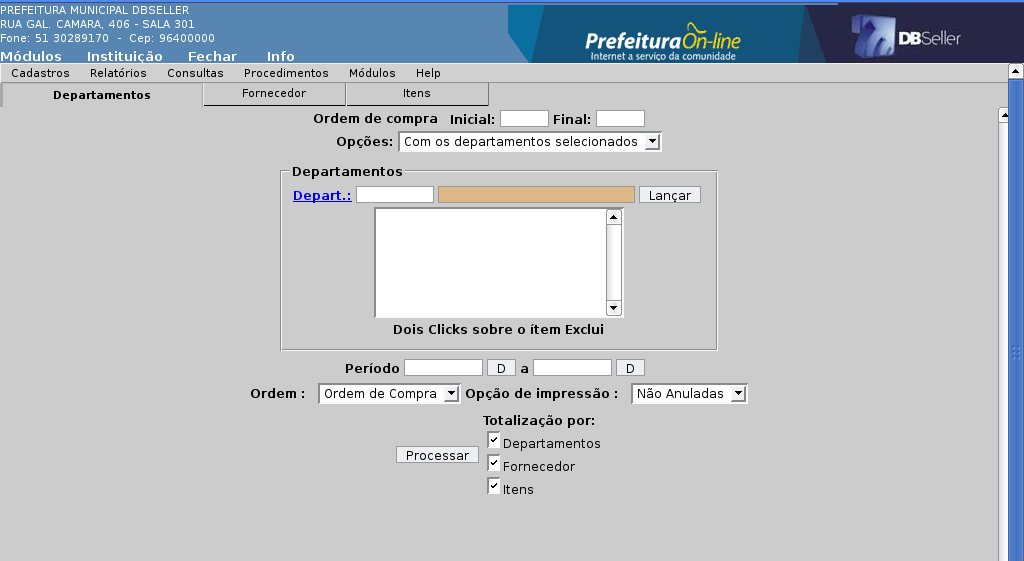 PREFEITURA MUNICIPAL DBSELLER
RUA GAL. CAMARA, 406 - SALA 301
Fone: 51 30289170 - Cep: 96400000
Módulos Instituição Fechar Info
Prefeitura On-line
Internet a serviço da comunidade
DBSeller
Cadastros Relatórios Consultas Procedimentos Módulos Help
Departamentos Fornecedor Itens
Ordem de compra Inicial: Final:
Opções: Com os departamentos selecionados
Departamentos
Depart.: Lançar
Dois Clicks sobre o ítem Exclui
Período D a D
Ordem : Ordem de Compra Opção de impressão : Não Anuladas
Totalização por:
Departamentos
Processar
Fornecedor
Itens